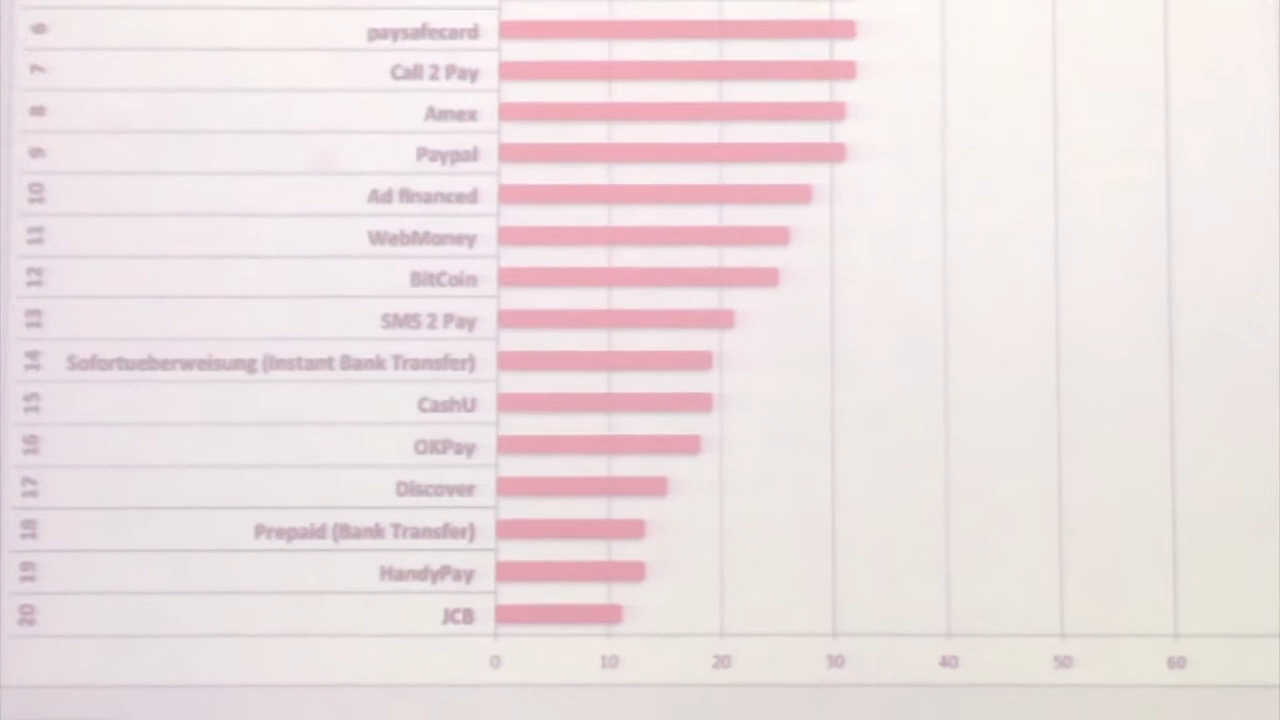 6 paysafecard
7 Call 2 Pay
8 Amex
9 Paypal
10 Ad financed
11 WebMoney
12 BitCoin
13 SMS 2 Pay
14 Sofortueberweisung (Instant Bank Transfer)
15 CashU
16 OKPay
17 Discover
18 Prepaid (Bank Transfer)
19 HandyPay
20 JCB
0 10 20 30 40 50 60